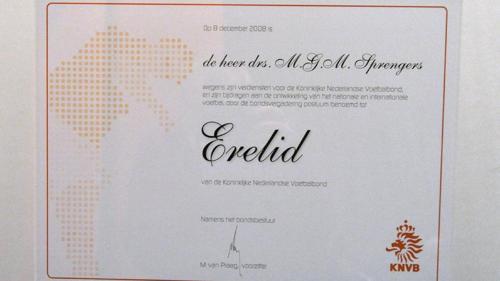 Op 8 december 2008 is
de heer drs. M.G.M. Sprengers
wegens zijn verdiensten voor de Koninklijke Nederlandse Voetbalbond,
en zijn bijdragen aan de ontwikkeling van het nationale en internationale
voetbal, door de bondsvergadering postuum benoemd tot
Erelid
van de Koninklijke Nederlandse Voetbalbond
Namens het bondsbestuur
M. van Praag, voorzitter
KNVB